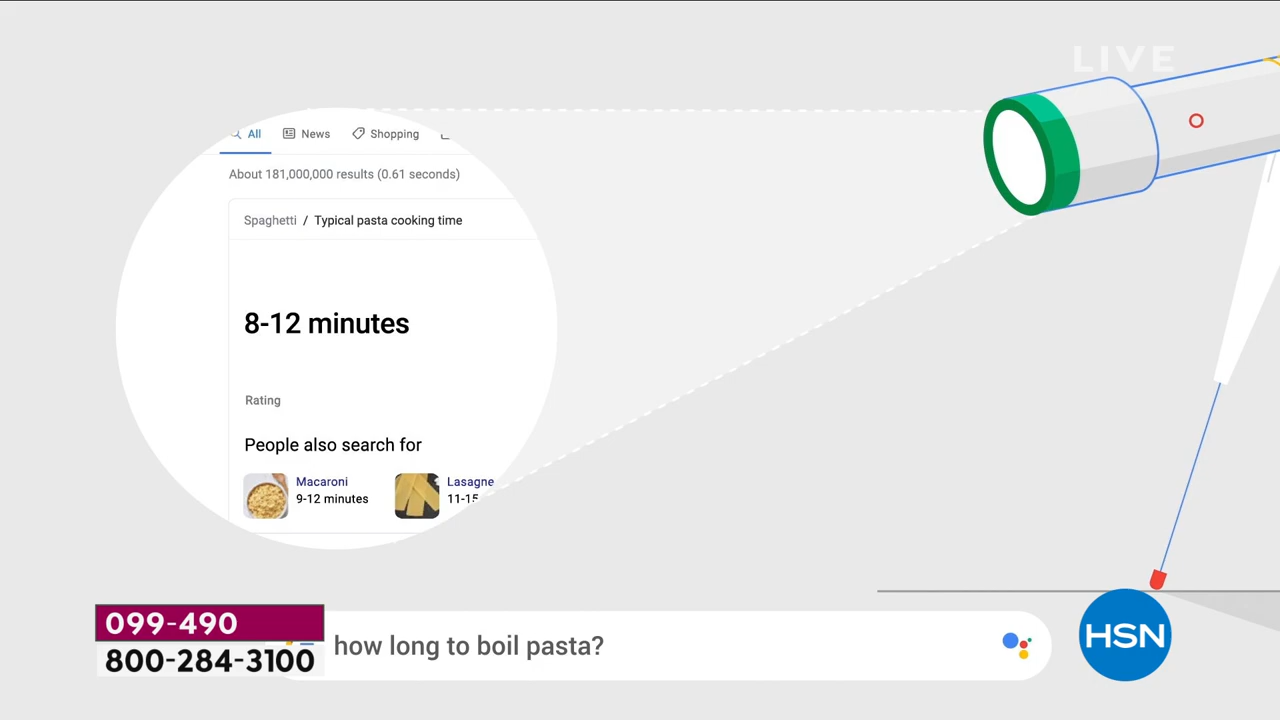 LIVE
All News Shopping
About 181,000,000 results (0.61 seconds)
Spaghetti / Typical pasta cooking time
8-12 minutes
Rating
People also search for
Macaroni
9-12 minutes
Lasagne
11-15
099-490
800-284-3100
how long to boil pasta?
HSN